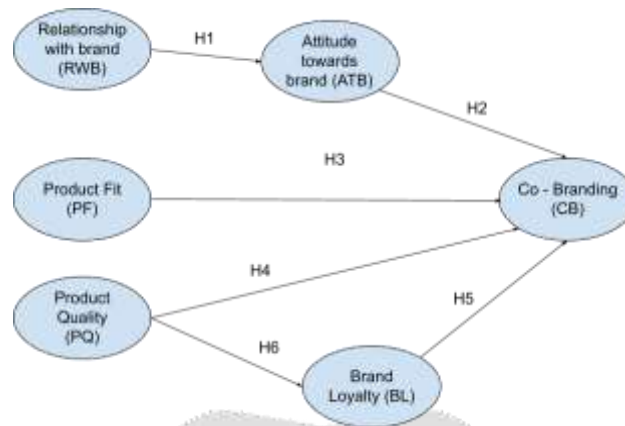 Relationship
with brand
(RWB)
H1
Attitude
towards
brand (ATB)
H2
H3
Product Fit
(PF)
Co - Branding
(CB)
H4
Product
Quality
(PQ)
H5
H6
Brand
Loyalty (BL)